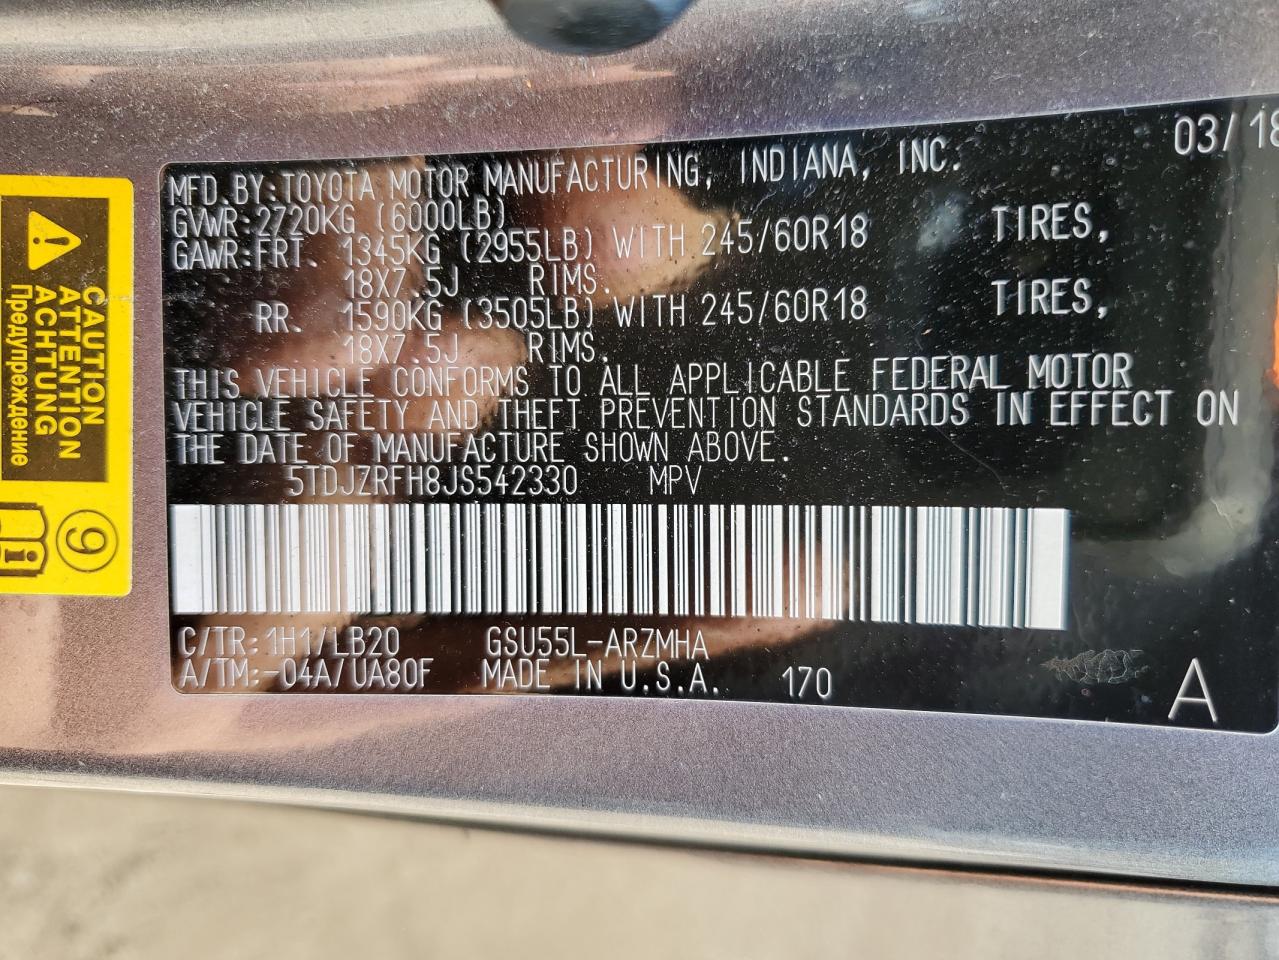 03/18
MFD.BY:TOYOTA MOTOR MANUFACTURING, INDIANA, INC.
GVWR:2720KG (6000LB)
GAWR:FRT. 1345KG (2955LB) WITH 245/60R18 TIRES,
18X7.5J RIMS.
RR. 1590KG (3505LB) WITH 245/60R18 TIRES,
18X7.5J RIMS.
THIS VEHICLE CONFORMS TO ALL APPLICABLE FEDERAL MOTOR
VEHICLE SAFETY AND THEFT PREVENTION STANDARDS IN EFFECT ON
THE DATE OF MANUFACTURE SHOWN ABOVE.
5TDJZRFH8JS542330 MPV
C/TR:1H1/LB20 GSU55L-ARZMHA
A/TM:-04A/UA80F MADE IN U.S.A. 170 A
CAUTION
ATTENTION
ACHTUNG
Предупреждение
9
i